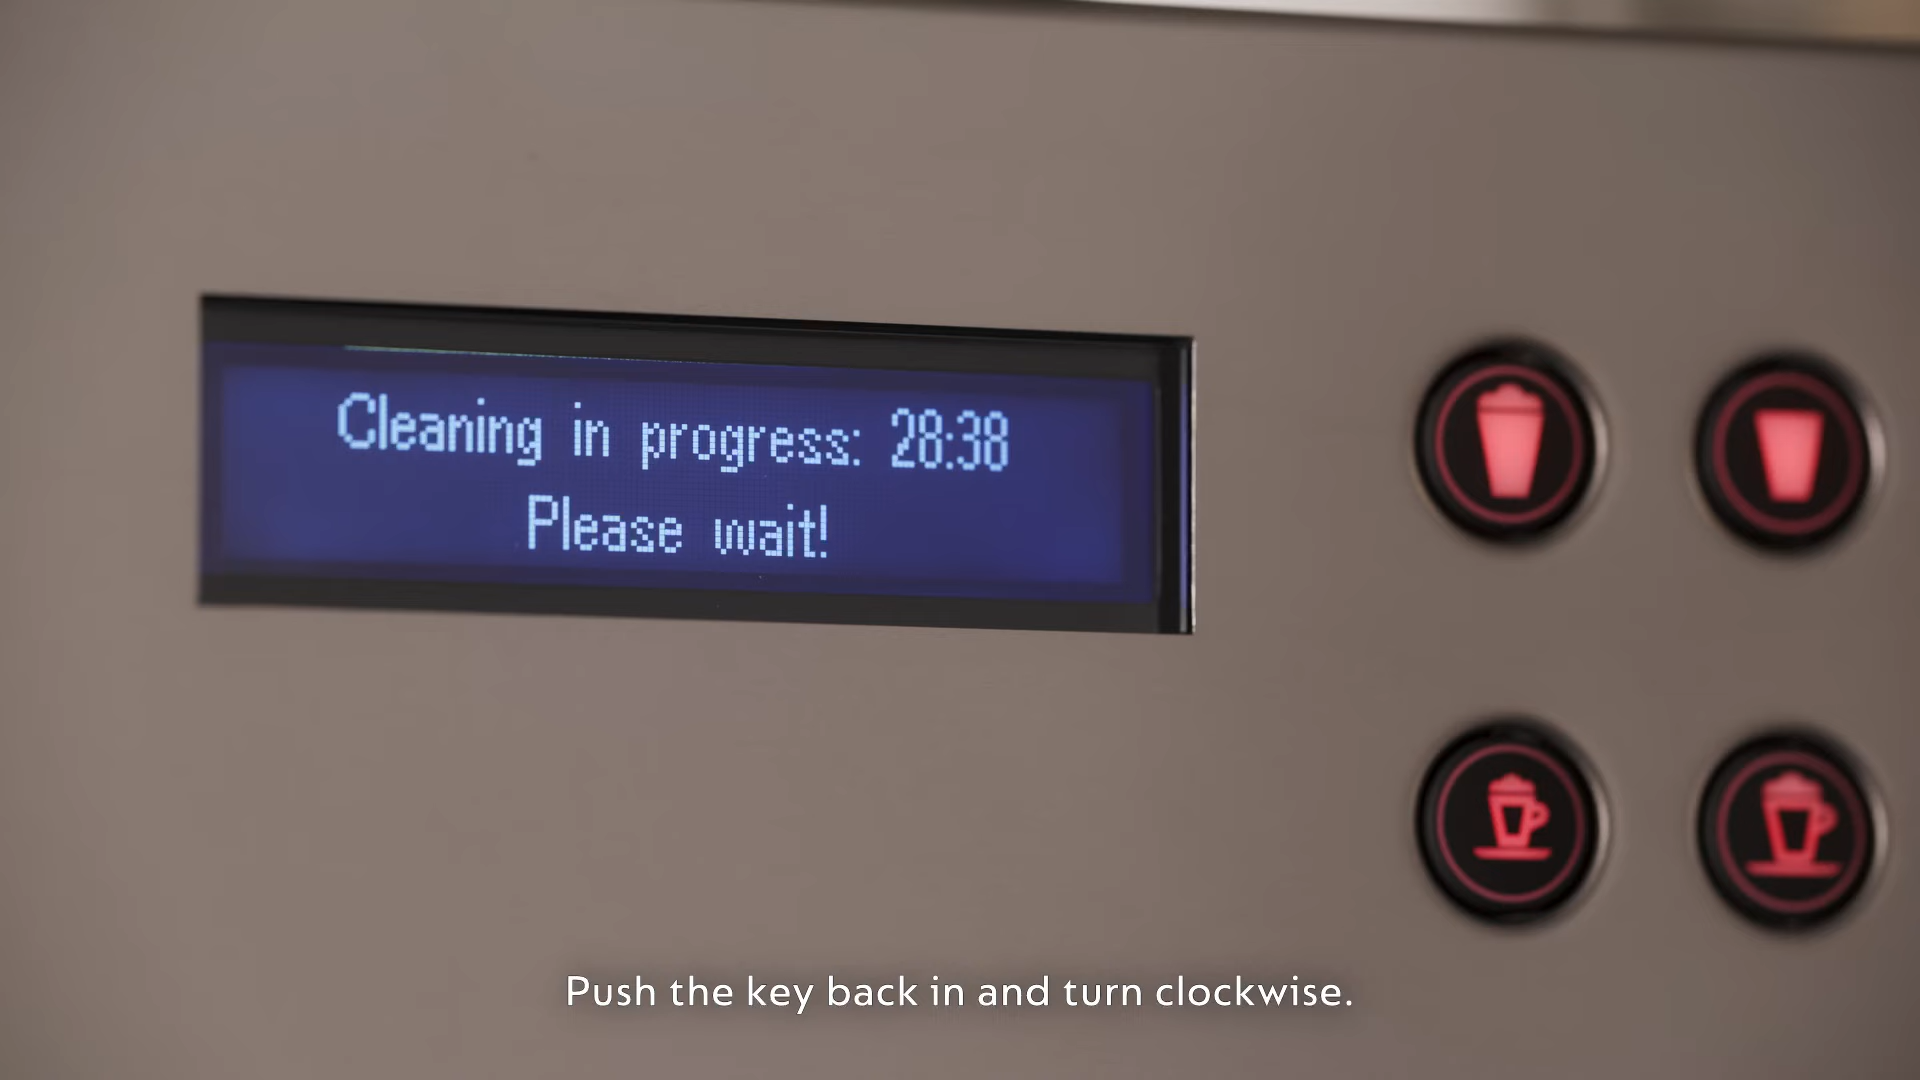 Cleaning in progress: 28:38
Please wait!
Push the key back in and turn clockwise.